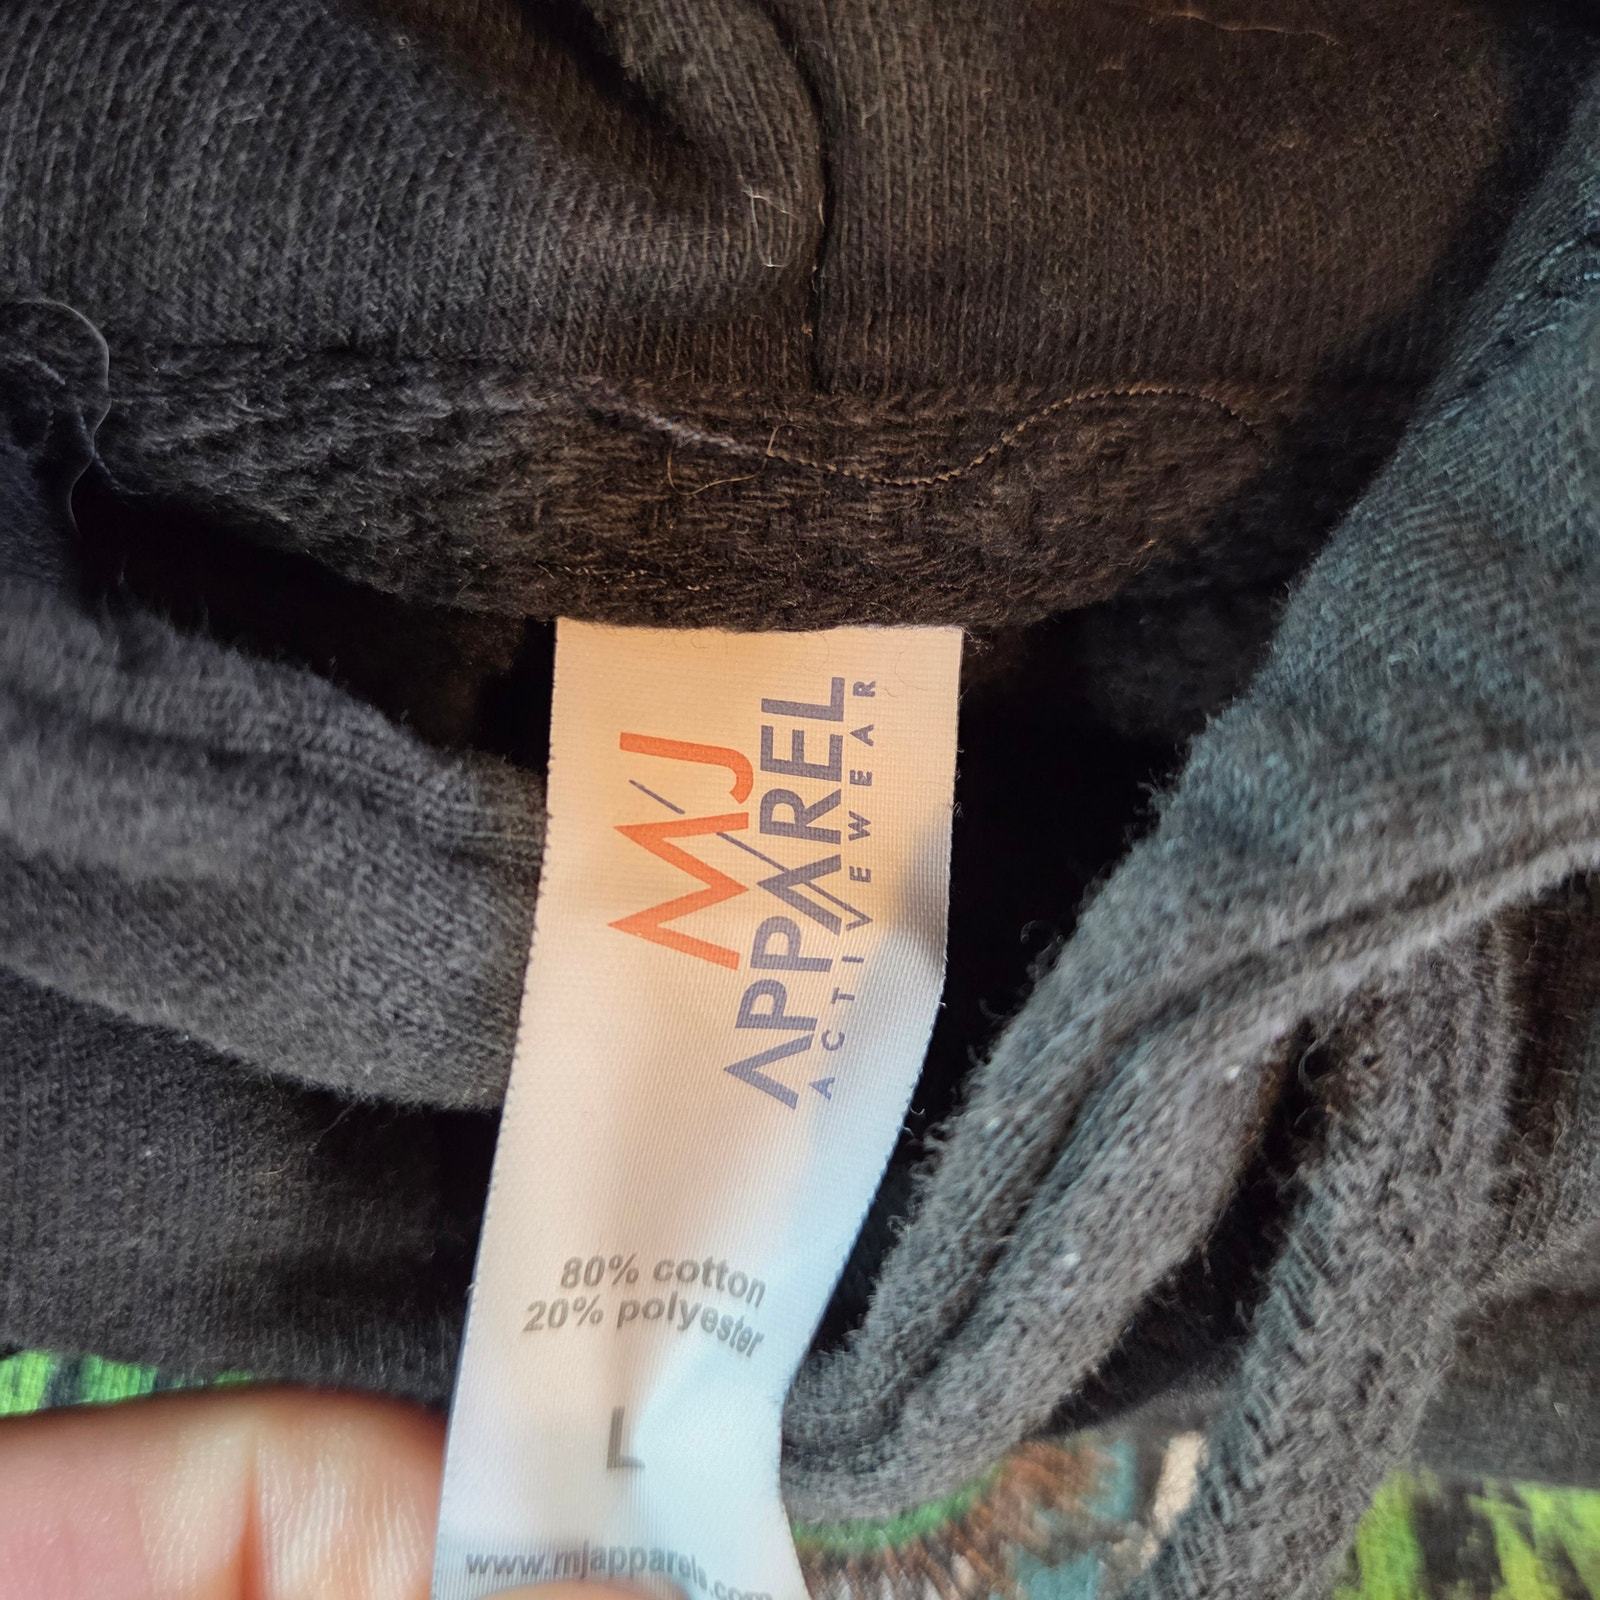 MJ
APPAREL
ACTIVEWEAR
80% cotton
20% polyester
L
www.mjapparels.com